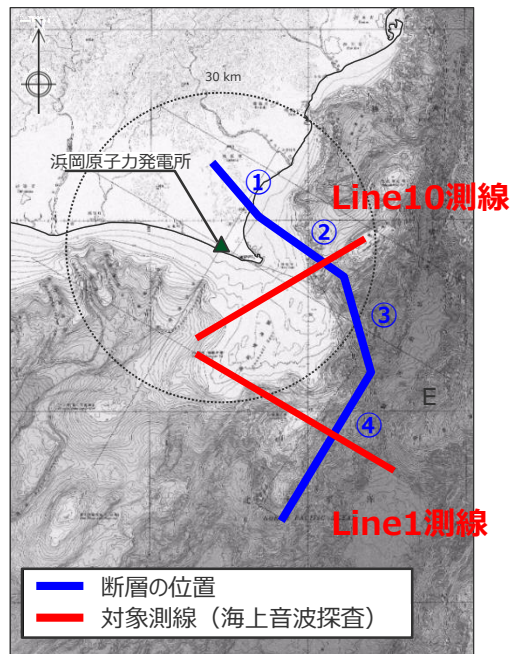 30 km
浜岡原子力発電所
①
Line10測線
②
③
E
④
Line1測線
断層の位置
対象測線（海上音波探査）